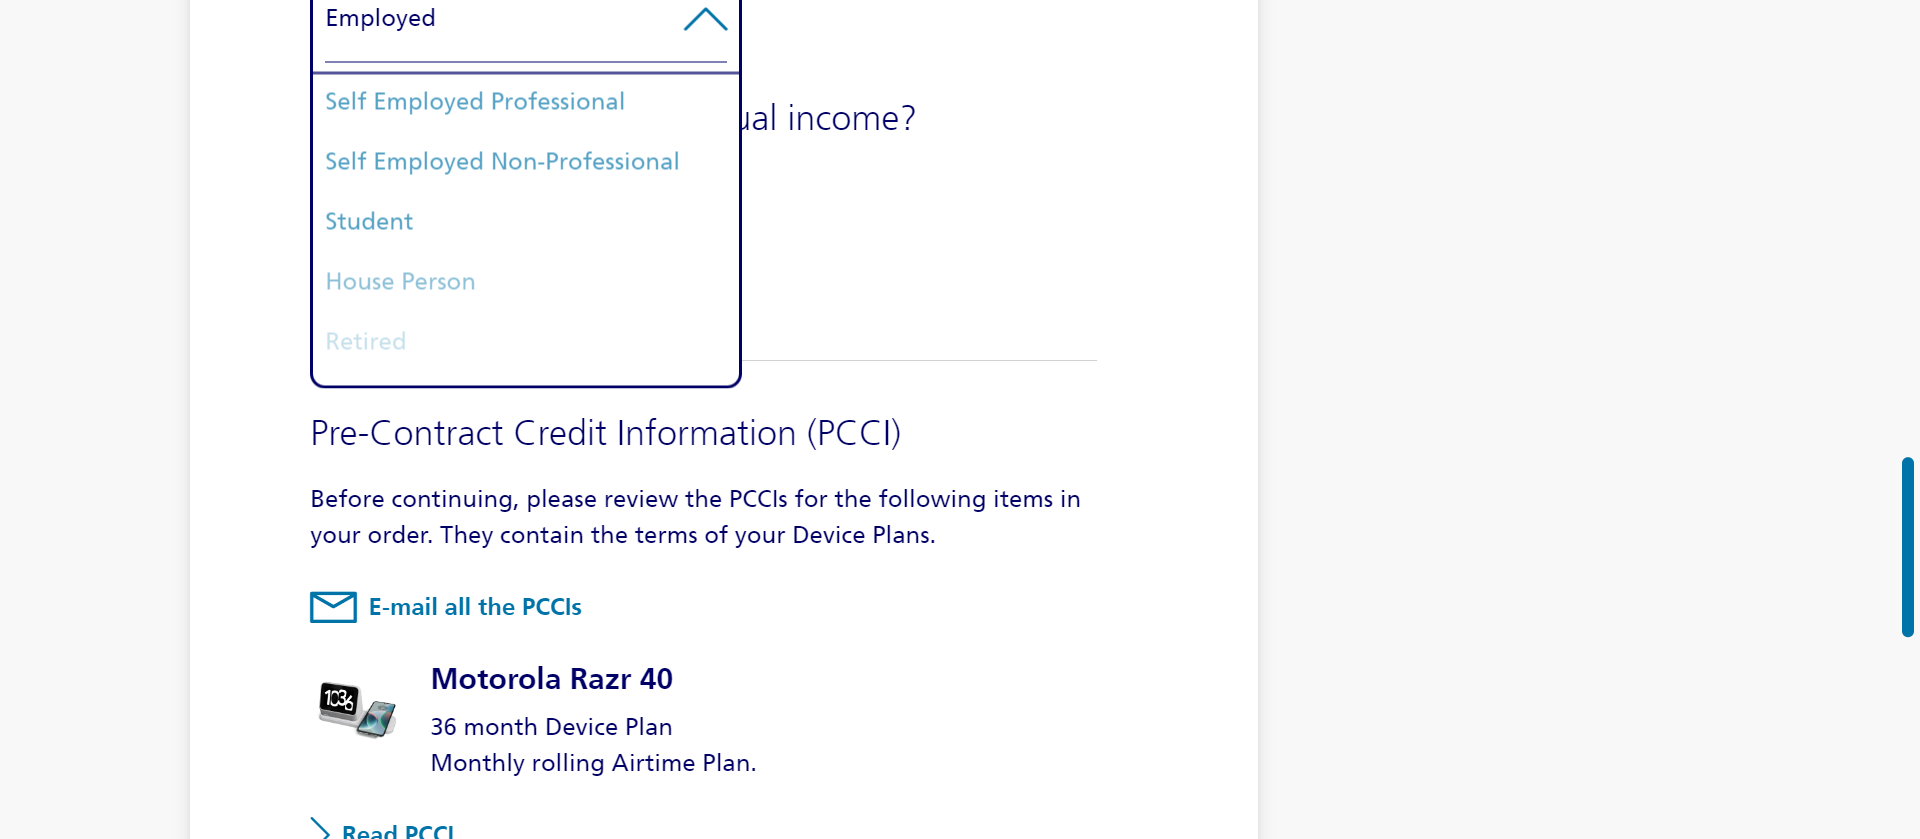 Employed
Self Employed Professional
ual income?
Self Employed Non-Professional
Student
House Person
Retired
Pre-Contract Credit Information (PCCI)
Before continuing, please review the PCCIs for the following items in
your order. They contain the terms of your Device Plans.
E-mail all the PCCIs
1036
Motorola Razr 40
36 month Device Plan
Monthly rolling Airtime Plan.
Read PCCI